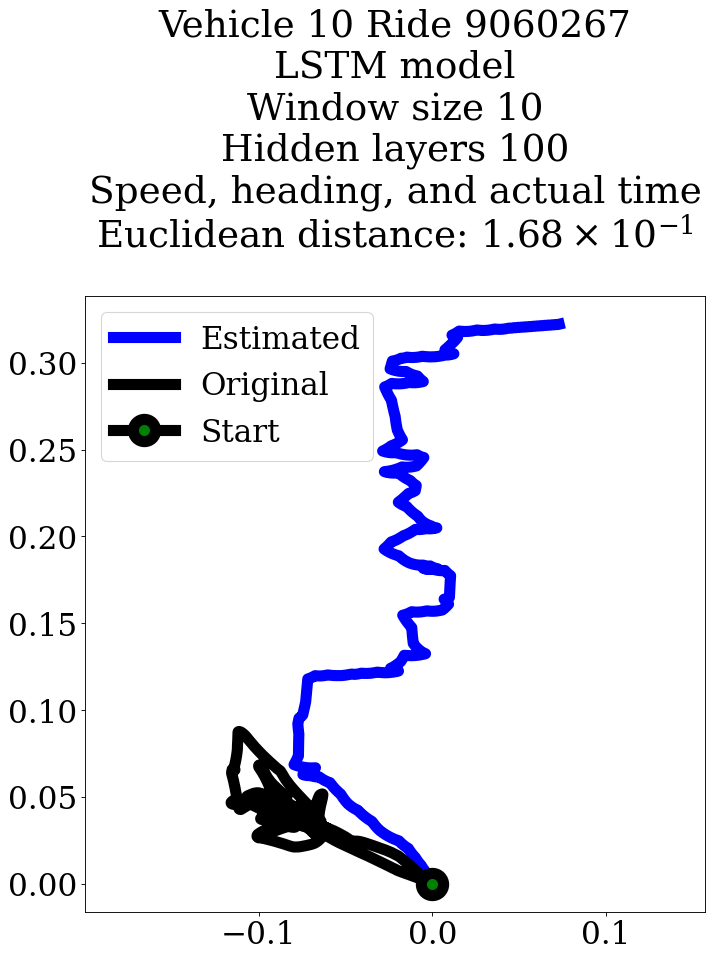 Vehicle 10 Ride 9060267
LSTM model
Window size 10
Hidden layers 100
Speed, heading, and actual time
Euclidean distance: 1.68 × 10⁻¹
Estimated
Original
Start
0.30
0.25
0.20
0.15
0.10
0.05
0.00
−0.1
0.0
0.1